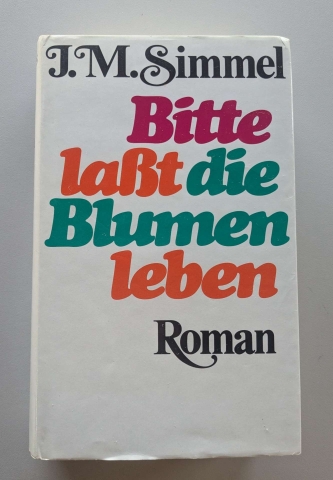 J.M.Simmel
Bitte
laßt die
Blumen
leben
Roman